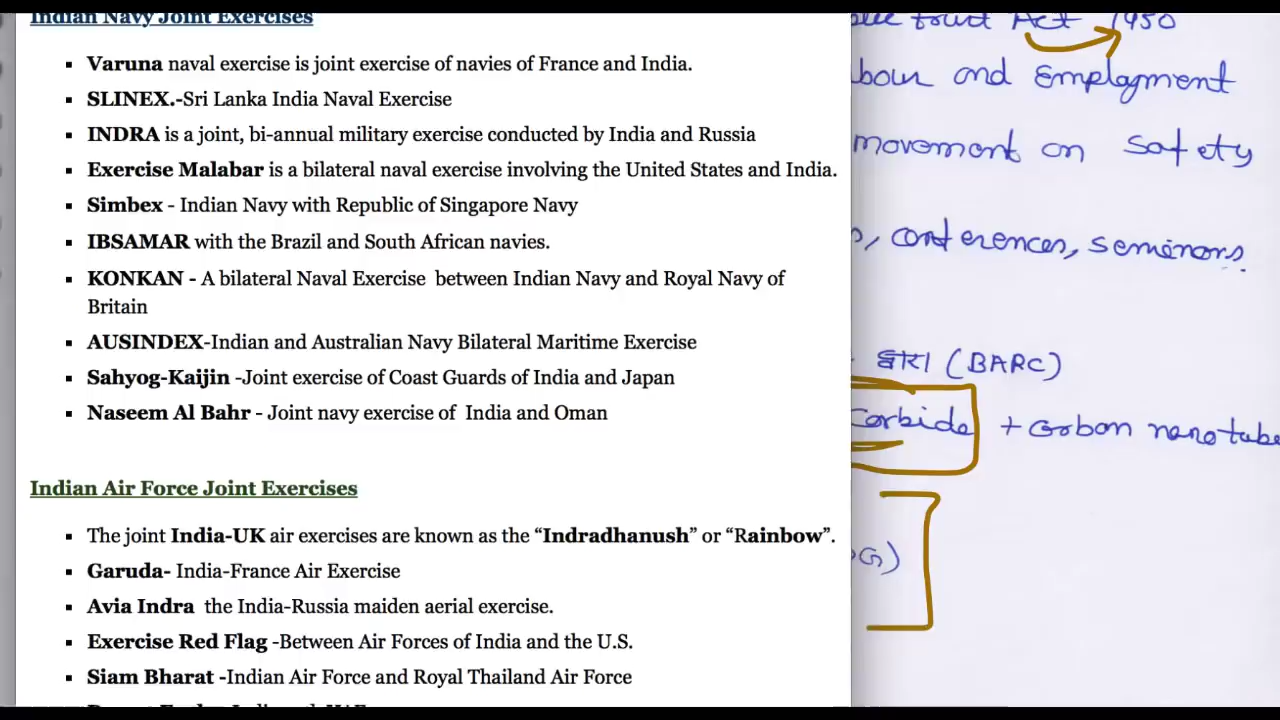 Indian Navy Joint Exercises
Varuna naval exercise is joint exercise of navies of France and India.
SLINEX.-Sri Lanka India Naval Exercise
INDRA is a joint, bi-annual military exercise conducted by India and Russia
Exercise Malabar is a bilateral naval exercise involving the United States and India.
Simbex - Indian Navy with Republic of Singapore Navy
IBSAMAR with the Brazil and South African navies.
KONKAN - A bilateral Naval Exercise between Indian Navy and Royal Navy of
Britain
AUSINDEX-Indian and Australian Navy Bilateral Maritime Exercise
Sahyog-Kaijin -Joint exercise of Coast Guards of India and Japan
Naseem Al Bahr - Joint navy exercise of India and Oman
Indian Air Force Joint Exercises
The joint India-UK air exercises are known as the “Indradhanush” or “Rainbow”.
Garuda- India-France Air Exercise
Avia Indra the India-Russia maiden aerial exercise.
Exercise Red Flag -Between Air Forces of India and the U.S.
Siam Bharat -Indian Air Force and Royal Thailand Air Force
Act 1950
bour and Employment
movement on safety
, conferences, seminars.
(BARC)
Carbide + Carbon nanotube
G)